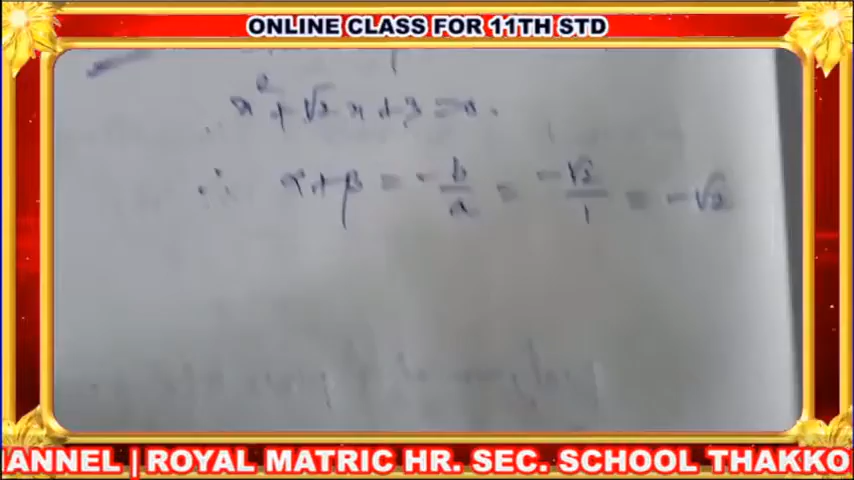 ONLINE CLASS FOR 11TH STD
x² + √2 x + 3 = 0.
∴ α + β = -b/a = -√2/1 = -√2
ANNEL | ROYAL MATRIC HR. SEC. SCHOOL THAKKO